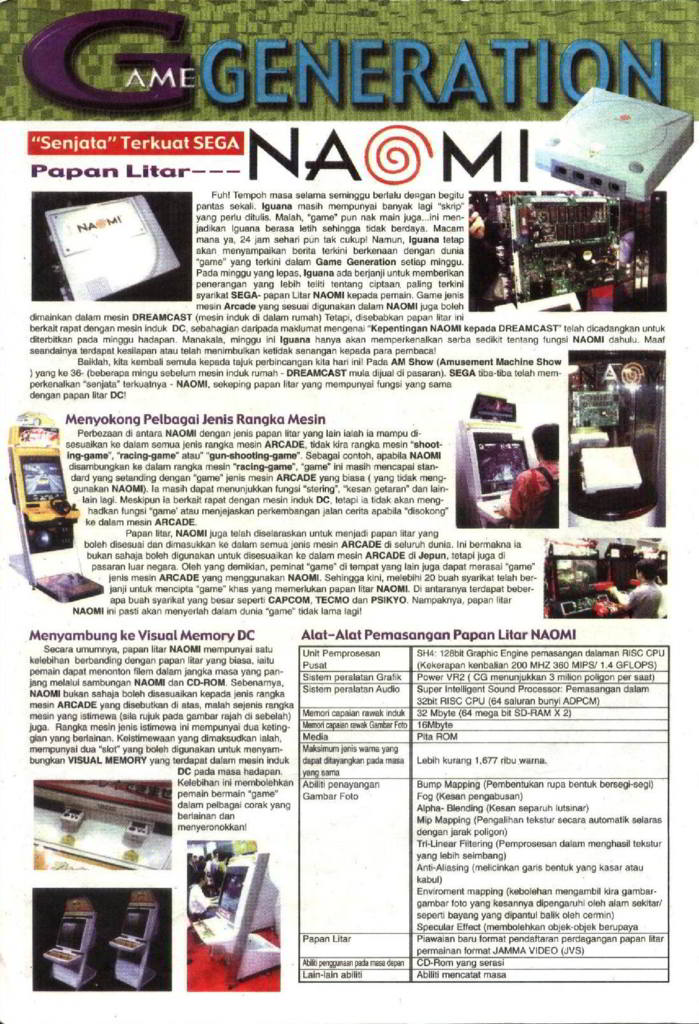 GAME GENERATION
"Senjata" Terkuat SEGA
Papan Litar---
NAOMI
NAOMI
Fuh! Tempoh masa selama seminggu berlalu dengan begitu
pantas sekali. Iguana masih mempunyai banyak lagi "skrip"
yang perlu ditulis. Malah, "game" pun nak main juga...ini men-
jadikan Iguana berasa letih sehingga tidak berdaya. Macam
mana ya, 24 jam sehari pun tak cukup! Namun, Iguana tetap
akan menyampaikan berita terkini berkenaan dengan dunia
"game" yang terkini dalam Game Generation setiap minggu.
Pada minggu yang lepas, Iguana ada berjanji untuk memberikan
penerangan yang lebih teliti tentang ciptaan, paling terkini
syarikat SEGA- papan Litar NAOMI kepada pemain. Game jenis
mesin Arcade yang sesuai digunakan dalam NAOMI juga boleh
dimainkan dalam mesin DREAMCAST (mesin induk di dalam rumah) Tetapi, disebabkan papan litar ini
berkait rapat dengan mesin induk DC, sebahagian daripada maklumat mengenai "Kepentingan NAOMI kepada DREAMCAST" telah dicadangkan untuk
diterbitkan pada minggu hadapan. Manakala, minggu ini Iguana hanya akan memperkenalkan serba sedikit tentang fungsi NAOMI dahulu. Maaf
seandainya terdapat kesilapan atau telah menimbulkan ketidak senangan kepada para pembaca!
Baiklah, kita kembali semula kepada tajuk perbincangan kita hari ini! Pada AM Show (Amusement Machine Show
) yang ke 36- (beberapa minggu sebelum mesin induk rumah - DREAMCAST mula dijual di pasaran). SEGA tiba-tiba telah mem-
perkenalkan "senjata" terkuatnya - NAOMI, sekeping papan litar yang mempunyai fungsi yang sama
dengan papan litar DC!
NAOMI
Menyokong Pelbagai Jenis Rangka Mesin
Perbezaan di antara NAOMI dengan jenis papan litar yang lain ialah ia mampu di-
sesuaikan ke dalam semua jenis rangka mesin ARCADE, tidak kira rangka mesin "shoot-
ing-game", "racing-game" atau" "gun-shooting-game". Sebagai contoh, apabila NAOMI
disambungkan ke dalam rangka mesin "racing-game", "game" ini masih mencapai stan-
dard yang setanding dengan "game" jenis mesin ARCADE yang biasa ( yang tidak meng-
gunakan NAOMI). Ia masih dapat menunjukkan fungsi "stering", "kesan getaran" dan lain-
lain lagi. Meskipun ia berkait rapat dengan mesin induk DC, tetapi ia tidak akan meng-
hadkan fungsi "game' atau menjejaskan perkembangan jalan cerita apabila "disokong"
ke dalam mesin ARCADE.
Papan litar, NAOMI juga telah diselaraskan untuk menjadi papan litar yang
boleh disesuai dan dimasukkan ke dalam semua jenis mesin ARCADE di seluruh dunia. Ini bermakna ia
bukan sahaja boleh digunakan untuk disesuaikan ke dalam mesin ARCADE di Jepun, tetapi juga di
pasaran luar negara. Oleh yang demikian, peminat "game" di tempat yang lain juga dapat merasai "game"
jenis mesin ARCADE yang menggunakan NAOMI. Sehingga kini, melebihi 20 buah syarikat telah ber-
janji untuk mencipta "game" khas yang memerlukan papan litar NAOMI. Di antaranya terdapat beber-
apa buah syarikat yang besar seperti CAPCOM, TECMO dan PSIKYO. Nampaknya, papan litar
NAOMI ini pasti akan menyerlah dalam dunia "game" tidak lama lagi!
Menyambung ke Visual Memory DC
Secara umumnya, papan litar NAOMI mempunyai satu
kelebihan berbanding dengan papan litar yang biasa, iaitu
pemain dapat menonton filem dalam jangka masa yang pan-
jang melalui sambungan NAOMI dan CD-ROM. Sebenarnya,
NAOMI bukan sahaja boleh disesuaikan kepada jenis rangka
mesin ARCADE yang disebutkan di atas, malah sejenis rangka
mesin yang istimewa (sila rujuk pada gambar rajah di sebelah)
juga. Rangka mesin jenis istimewa ini mempunyai dua keting-
gian yang berlainan. Keistimewaan yang dimaksudkan ialah,
mempunyai dua "slot" yang boleh digunakan untuk menyam-
bungkan VISUAL MEMORY yang terdapat dalam mesin induk
DC pada masa hadapan.
Kelebihan ini membolehkan
pemain bermain "game"
dalam pelbagai corak yang
berlainan dan
menyeronokkan!
Alat-Alat Pemasangan Papan Litar NAOMI
Unit Pemprosesan Pusat SH4: 128bit Graphic Engine pemasangan dalaman RISC CPU
(Kekerapan kenbalian 200 MHZ 360 MIPS/ 1.4 GFLOPS)
Sistem peralatan Grafik Power VR2 ( CG menunjukkan 3 milion poligon per saat)
Sistem peralatan Audio Super Intelligent Sound Processor: Pemasangan dalam
32bit RISC CPU (64 saluran bunyi ADPCM)
Memori capaian rawak induk 32 Mbyte (64 mega bit SD-RAM X 2)
Memori capaian rawak Gambar Foto 16Mbyte
Media Pita ROM
Maksimum jenis warna yang
dapat ditayangkan pada masa Lebih kurang 1,677 ribu warna.
yang sama
Abiliti penayangan Bump Mapping (Pembentukan rupa bentuk bersegi-segi)
Gambar Foto Fog (Kesan pengabusan)
Alpha- Blending (Kesan separuh lutsinar)
Mip Mapping (Pengalihan tekstur secara automatik selaras
dengan jarak poligon)
Tri-Linear Filtering (Pemprosesan dalam menghasil tekstur
yang lebih seimbang)
Anti-Aliasing (melicinkan garis bentuk yang kasar atau
kabul)
Enviroment mapping (kebolehan mengambil kira gambar-
gambar foto yang kesannya dipengaruhi oleh alam sekitar/
seperti bayang yang dipantul balik oleh cermin)
Specular Effect (membolehkan objek-objek berupaya
Papan Litar Piawaian baru format pendaftaran perdagangan papan litar
permainan format JAMMA VIDEO (JVS)
Abiliti penggunaan pada masa depan CD-Rom yang serasi
Lain-lain abiliti Abiliti mencatat masa